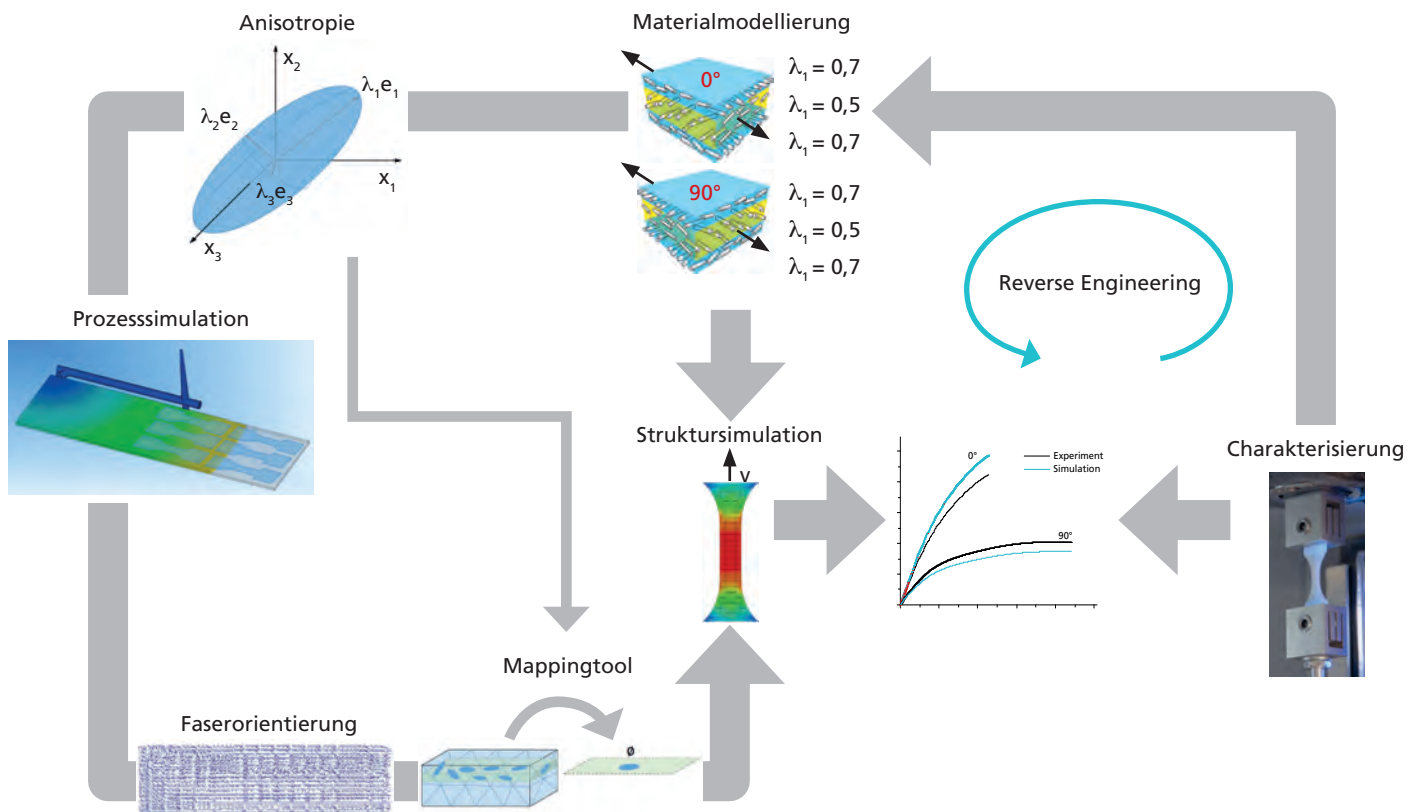 Anisotropie
x2
λ1e1
λ2e2
x1
λ3e3
x3
Materialmodellierung
0°
λ1 = 0,7
λ1 = 0,5
λ1 = 0,7
90°
λ1 = 0,7
λ1 = 0,5
λ1 = 0,7
Reverse Engineering
Prozesssimulation
Struktursimulation
v
0°
Experiment
Simulation
90°
Charakterisierung
Mappingtool
Faserorientierung
ø